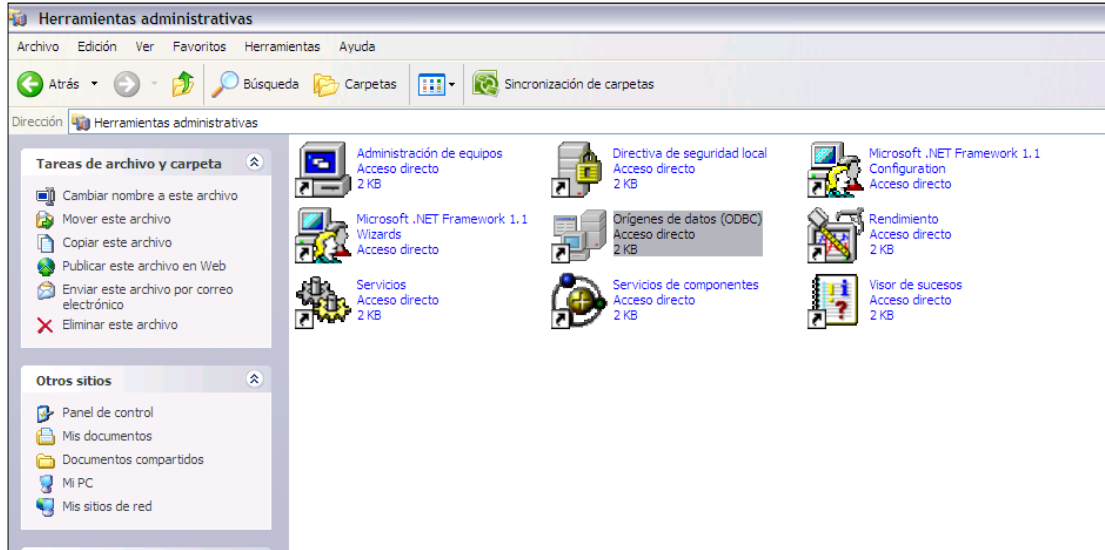 Herramientas administrativas
Archivo Edición Ver Favoritos Herramientas Ayuda
Atrás Búsqueda Carpetas Sincronización de carpetas
Dirección Herramientas administrativas
Tareas de archivo y carpeta
Cambiar nombre a este archivo
Mover este archivo
Copiar este archivo
Publicar este archivo en Web
Enviar este archivo por correo
electrónico
Eliminar este archivo
Otros sitios
Panel de control
Mis documentos
Documentos compartidos
Mi PC
Mis sitios de red
Administración de equipos
Acceso directo
2 KB
Directiva de seguridad local
Acceso directo
2 KB
Microsoft .NET Framework 1.1
Configuration
Acceso directo
Microsoft .NET Framework 1.1
Wizards
Acceso directo
Orígenes de datos (ODBC)
Acceso directo
2 KB
Rendimiento
Acceso directo
2 KB
Servicios
Acceso directo
2 KB
Servicios de componentes
Acceso directo
2 KB
Visor de sucesos
Acceso directo
2 KB